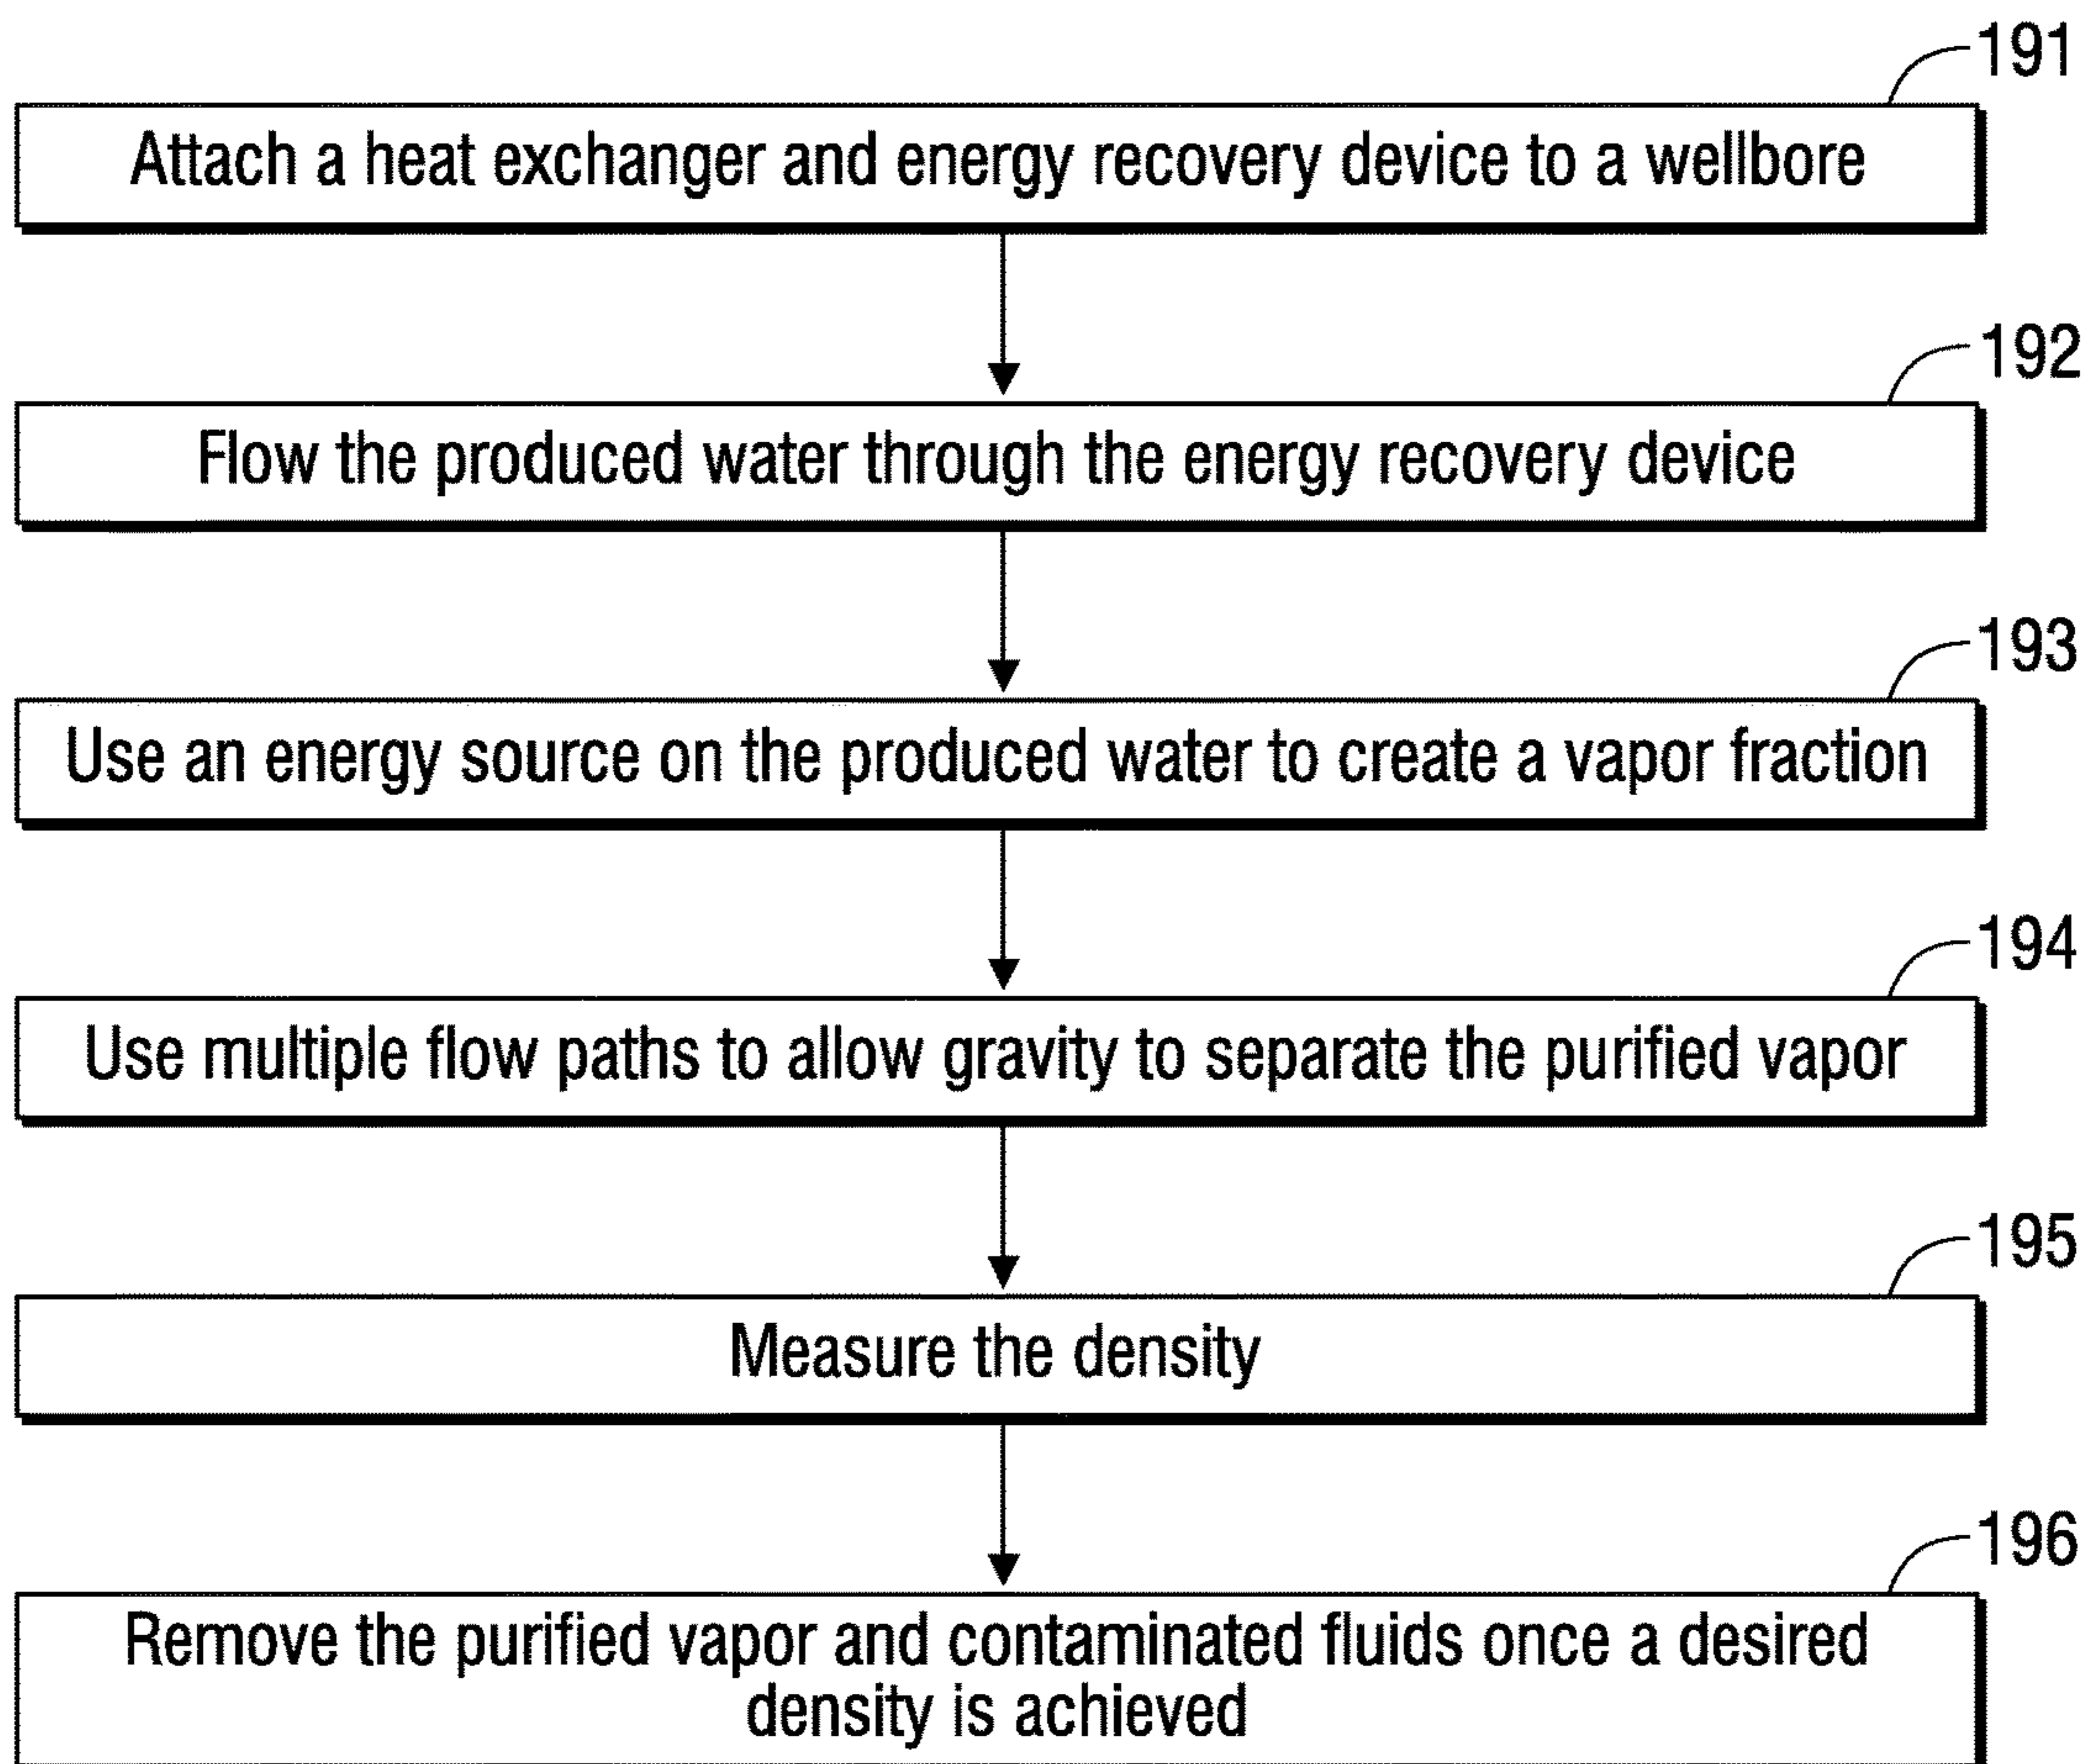 191
Attach a heat exchanger and energy recovery device to a wellbore
192
Flow the produced water through the energy recovery device
193
Use an energy source on the produced water to create a vapor fraction
194
Use multiple flow paths to allow gravity to separate the purified vapor
195
Measure the density
196
Remove the purified vapor and contaminated fluids once a desired
density is achieved